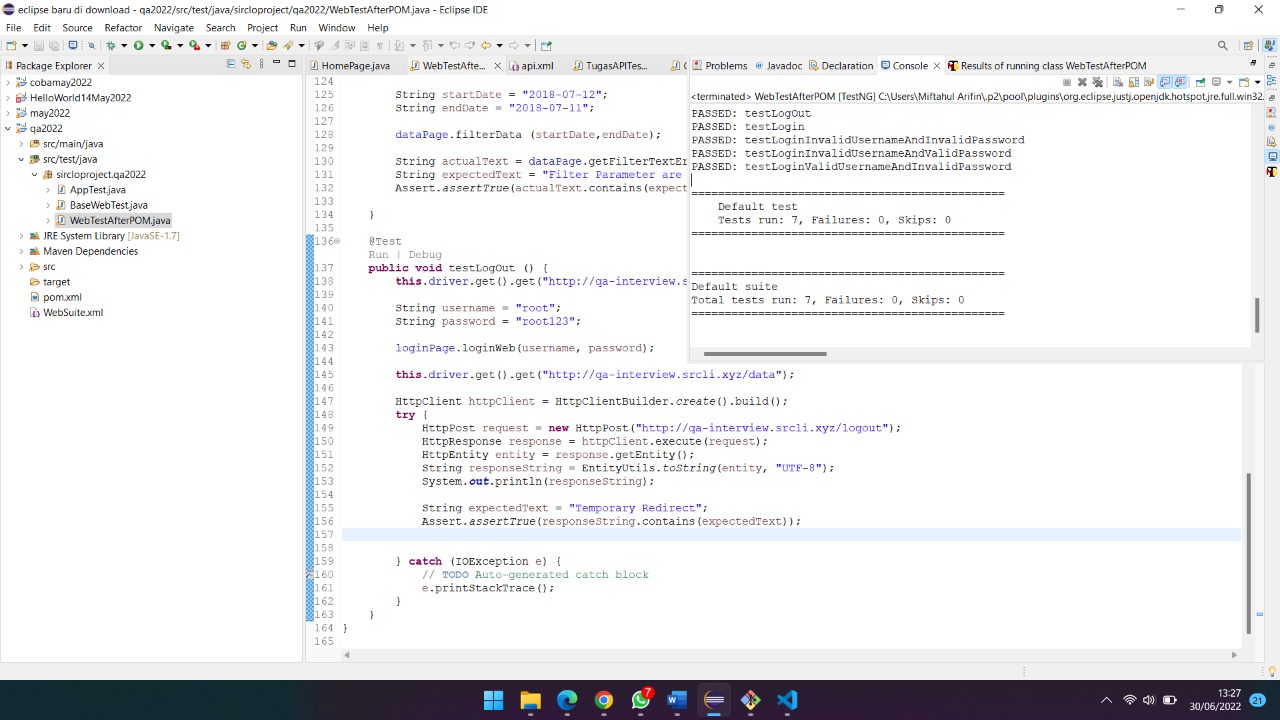 eclipse baru di download - qa2022/src/test/java/sircloproject/qa2022/WebTestAfterPOM.java - Eclipse IDE
File Edit Source Refactor Navigate Search Project Run Window Help
Package Explorer
cobamay2022
HelloWorld14May2022
may2022
qa2022
src/main/java
src/test/java
sircloproject.qa2022
AppTest.java
BaseWebTest.java
WebTestAfterPOM.java
JRE System Library [JavaSE-1.7]
Maven Dependencies
src
target
pom.xml
WebSuite.xml
HomePage.java WebTestAfte... api.xml TugasAPITes...
124
125 String startDate = "2018-07-12";
126 String endDate = "2018-07-11";
127
128 dataPage.filterData (startDate,endDate);
129
130 String actualText = dataPage.getFilterTextEr
131 String expectedText = "Filter Parameter are
132 Assert.assertTrue(actualText.contains(expect
133
134 }
135
136 @Test
Run | Debug
137 public void testLogOut () {
138 this.driver.get().get("http://qa-interview.s
139
140 String username = "root";
141 String password = "root123";
142
143 loginPage.loginWeb(username, password);
144
145 this.driver.get().get("http://qa-interview.srcli.xyz/data");
146
147 HttpClient httpClient = HttpClientBuilder.create().build();
148 try {
149 HttpPost request = new HttpPost("http://qa-interview.srcli.xyz/logout");
150 HttpResponse response = httpClient.execute(request);
151 HttpEntity entity = response.getEntity();
152 String responseString = EntityUtils.toString(entity, "UTF-8");
153 System.out.println(responseString);
154
155 String expectedText = "Temporary Redirect";
156 Assert.assertTrue(responseString.contains(expectedText));
157
158
159 } catch (IOException e) {
160 // TODO Auto-generated catch block
161 e.printStackTrace();
162 }
163 }
164 }
165
Problems Javadoc Declaration Console Results of running class WebTestAfterPOM
<terminated> WebTestAfterPOM [TestNG] C:\Users\Miftahul Arifin\.p2\pool\plugins\org.eclipse.justj.openjdk.hotspot.jre.full.win32.
PASSED: testLogOut
PASSED: testLogin
PASSED: testLoginInvalidUsernameAndInvalidPassword
PASSED: testLoginInvalidUsernameAndValidPassword
PASSED: testLoginValidUsernameAndInvalidPassword
===============================================
Default test
Tests run: 7, Failures: 0, Skips: 0
===============================================
===============================================
Default suite
Total tests run: 7, Failures: 0, Skips: 0
===============================================
7
13:27
30/06/2022
21